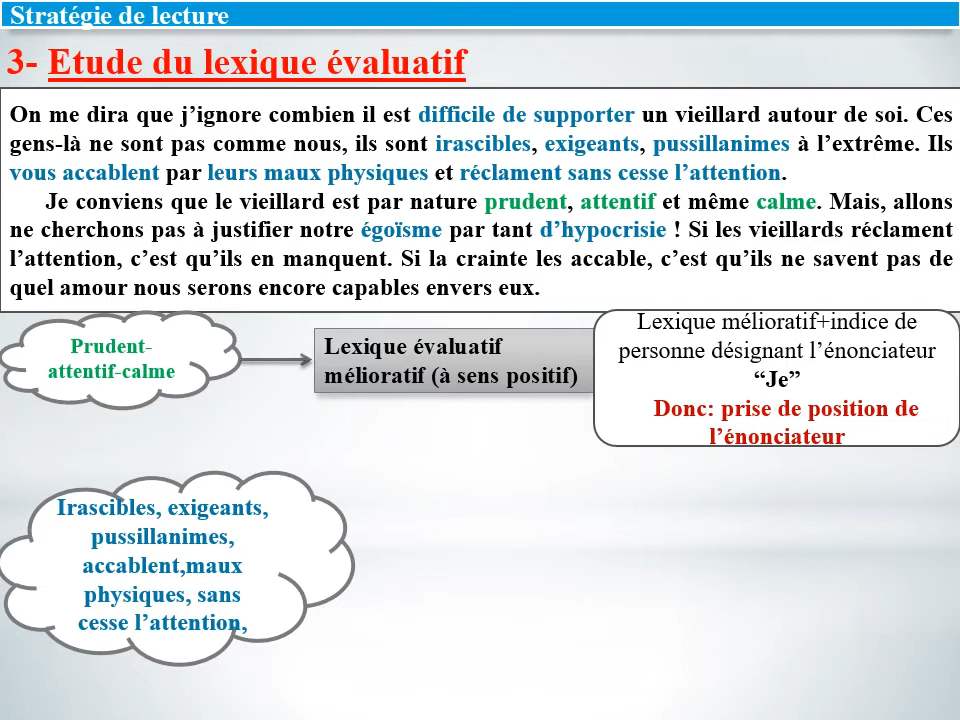 Stratégie de lecture
3- Etude du lexique évaluatif
On me dira que j’ignore combien il est difficile de supporter un vieillard autour de soi. Ces
gens-là ne sont pas comme nous, ils sont irascibles, exigeants, pussillanimes à l’extrême. Ils
vous accablent par leurs maux physiques et réclament sans cesse l’attention.
Je conviens que le vieillard est par nature prudent, attentif et même calme. Mais, allons
ne cherchons pas à justifier notre égoïsme par tant d’hypocrisie ! Si les vieillards réclament
l’attention, c’est qu’ils en manquent. Si la crainte les accable, c’est qu’ils ne savent pas de
quel amour nous serons encore capables envers eux.
Prudent-
attentif-calme
Lexique évaluatif
mélioratif (à sens positif)
Lexique mélioratif+indice de
personne désignant l’énonciateur
“Je”
Donc: prise de position de
l’énonciateur
Irascibles, exigeants,
pussillanimes,
accablent,maux
physiques, sans
cesse l’attention,